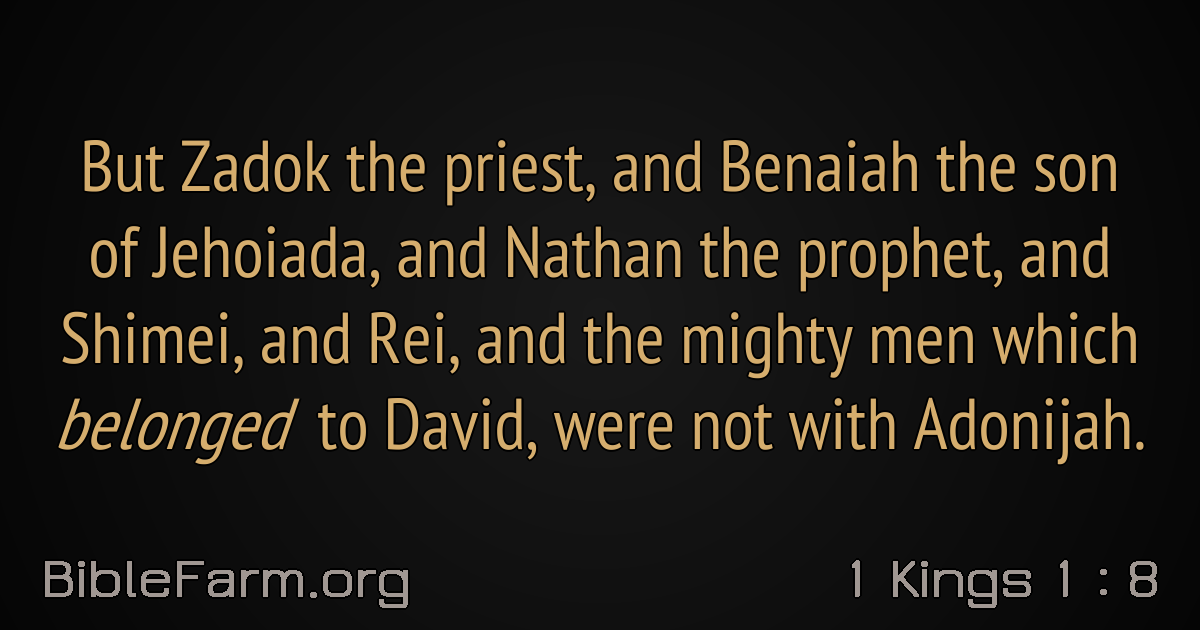 But Zadok the priest, and Benaiah the son
of Jehoiada, and Nathan the prophet, and
Shimei, and Rei, and the mighty men which
belonged to David, were not with Adonijah.
BibleFarm.org
1 Kings 1 : 8